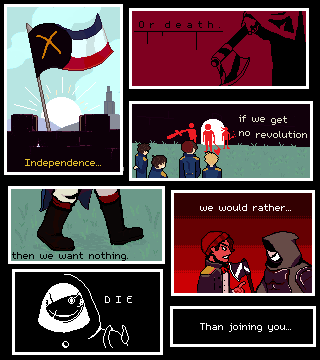 Independence...
Or death.
if we get
no revolution
then we want nothing.
we would rather...
D I E
Than joining you...